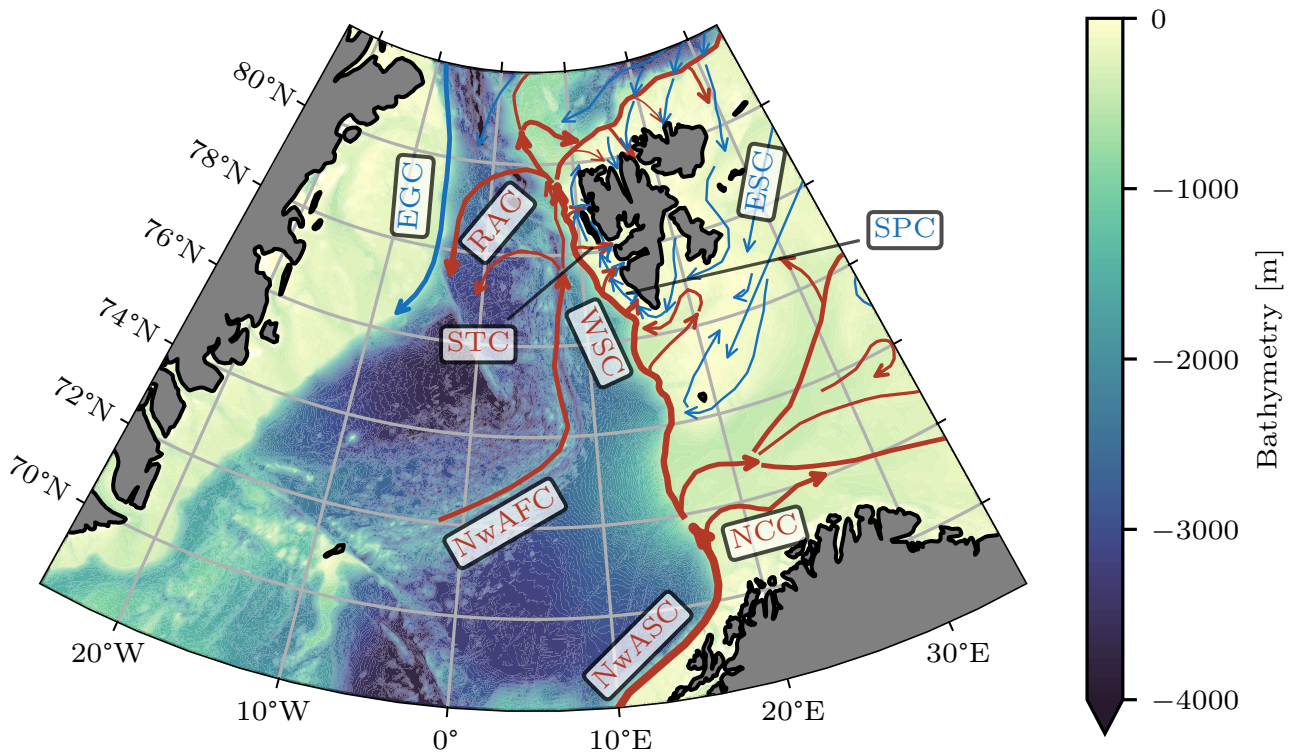 80°N
78°N
76°N
74°N
72°N
70°N
20°W
10°W
0°
10°E
20°E
30°E
EGC
RAC
ESC
SPC
STC
WSC
NwAFC
NCC
NwASC
0
−1000
−2000
−3000
−4000
Bathymetry [m]